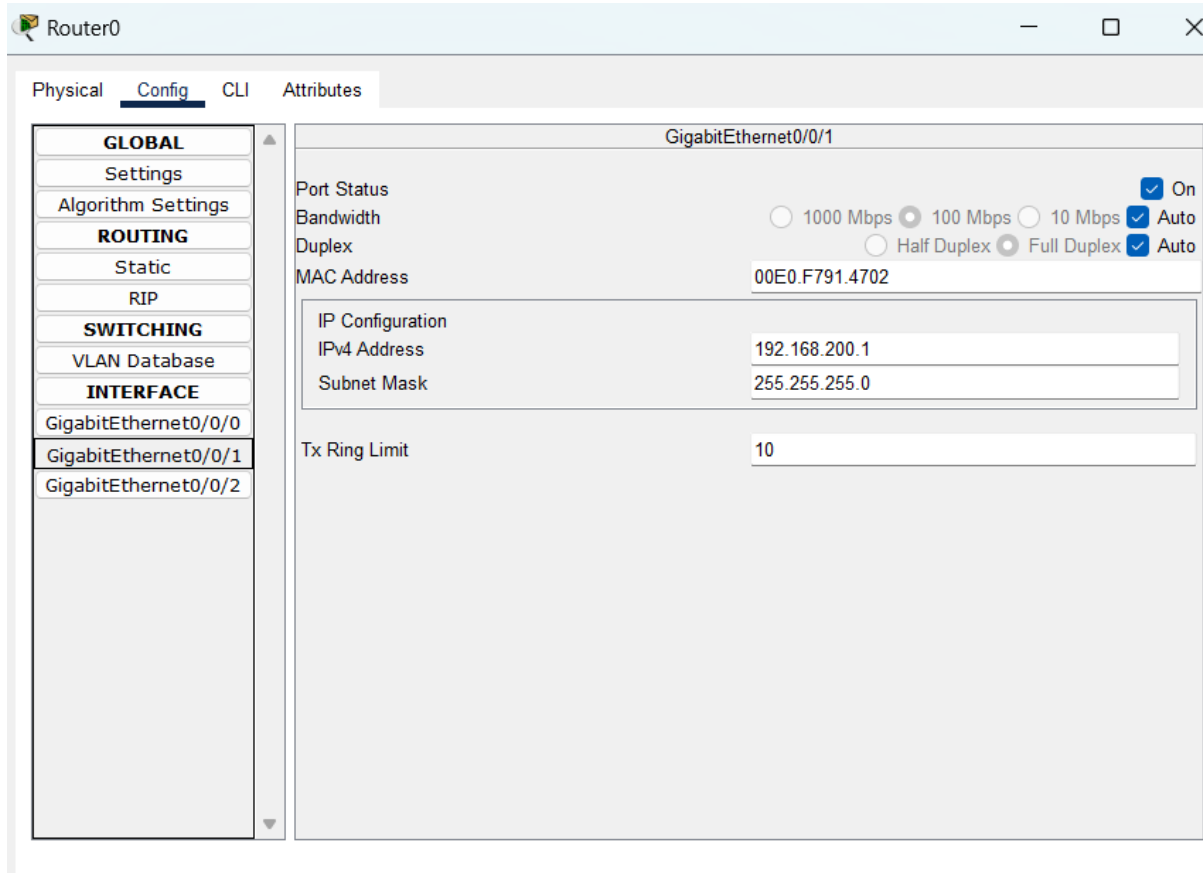 Router0
Physical Config CLI Attributes
GLOBAL
Settings
Algorithm Settings
ROUTING
Static
RIP
SWITCHING
VLAN Database
INTERFACE
GigabitEthernet0/0/0
GigabitEthernet0/0/1
GigabitEthernet0/0/2
GigabitEthernet0/0/1
Port Status On
Bandwidth 1000 Mbps 100 Mbps 10 Mbps Auto
Duplex Half Duplex Full Duplex Auto
MAC Address 00E0.F791.4702
IP Configuration
IPv4 Address 192.168.200.1
Subnet Mask 255.255.255.0
Tx Ring Limit 10